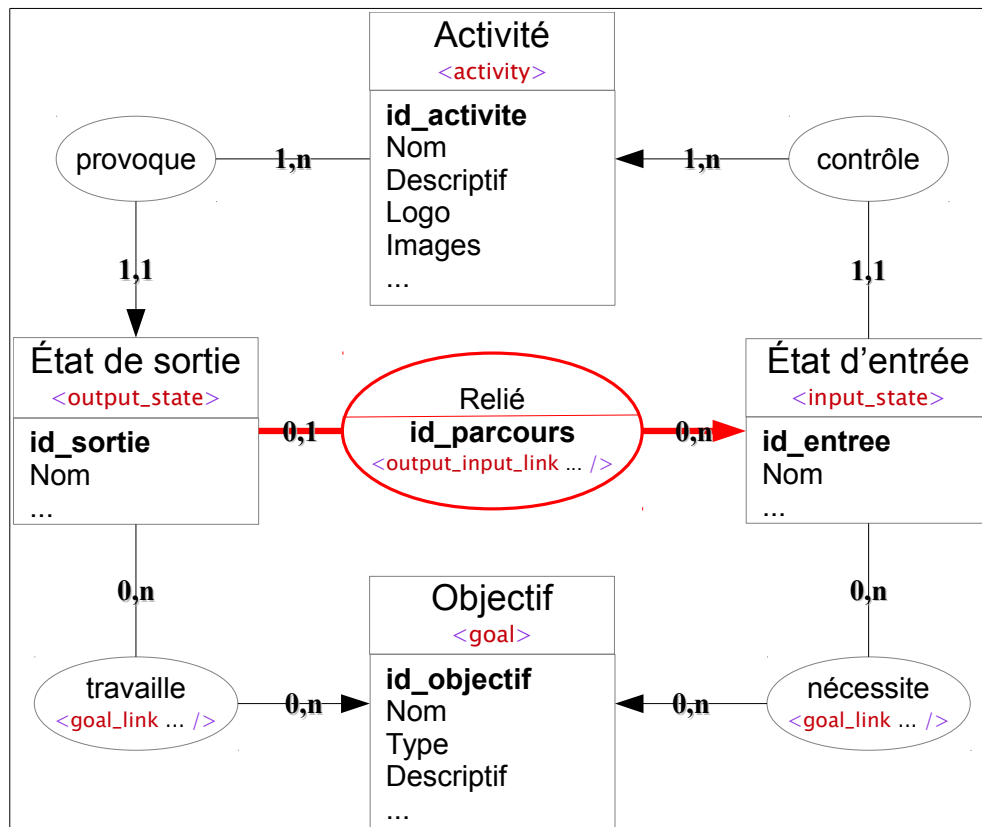 Activité
<activity>
id_activite
Nom
Descriptif
Logo
Images
...
provoque
1,n
1,n
contrôle
1,1
1,1
État de sortie
<output_state>
id_sortie
Nom
...
0,1
Relié
id_parcours
<output_input_link ... />
0,n
État d’entrée
<input_state>
id_entree
Nom
...
0,n
0,n
Objectif
<goal>
id_objectif
Nom
Type
Descriptif
...
travaille
<goal_link ... />
0,n
0,n
nécessite
<goal_link ... />